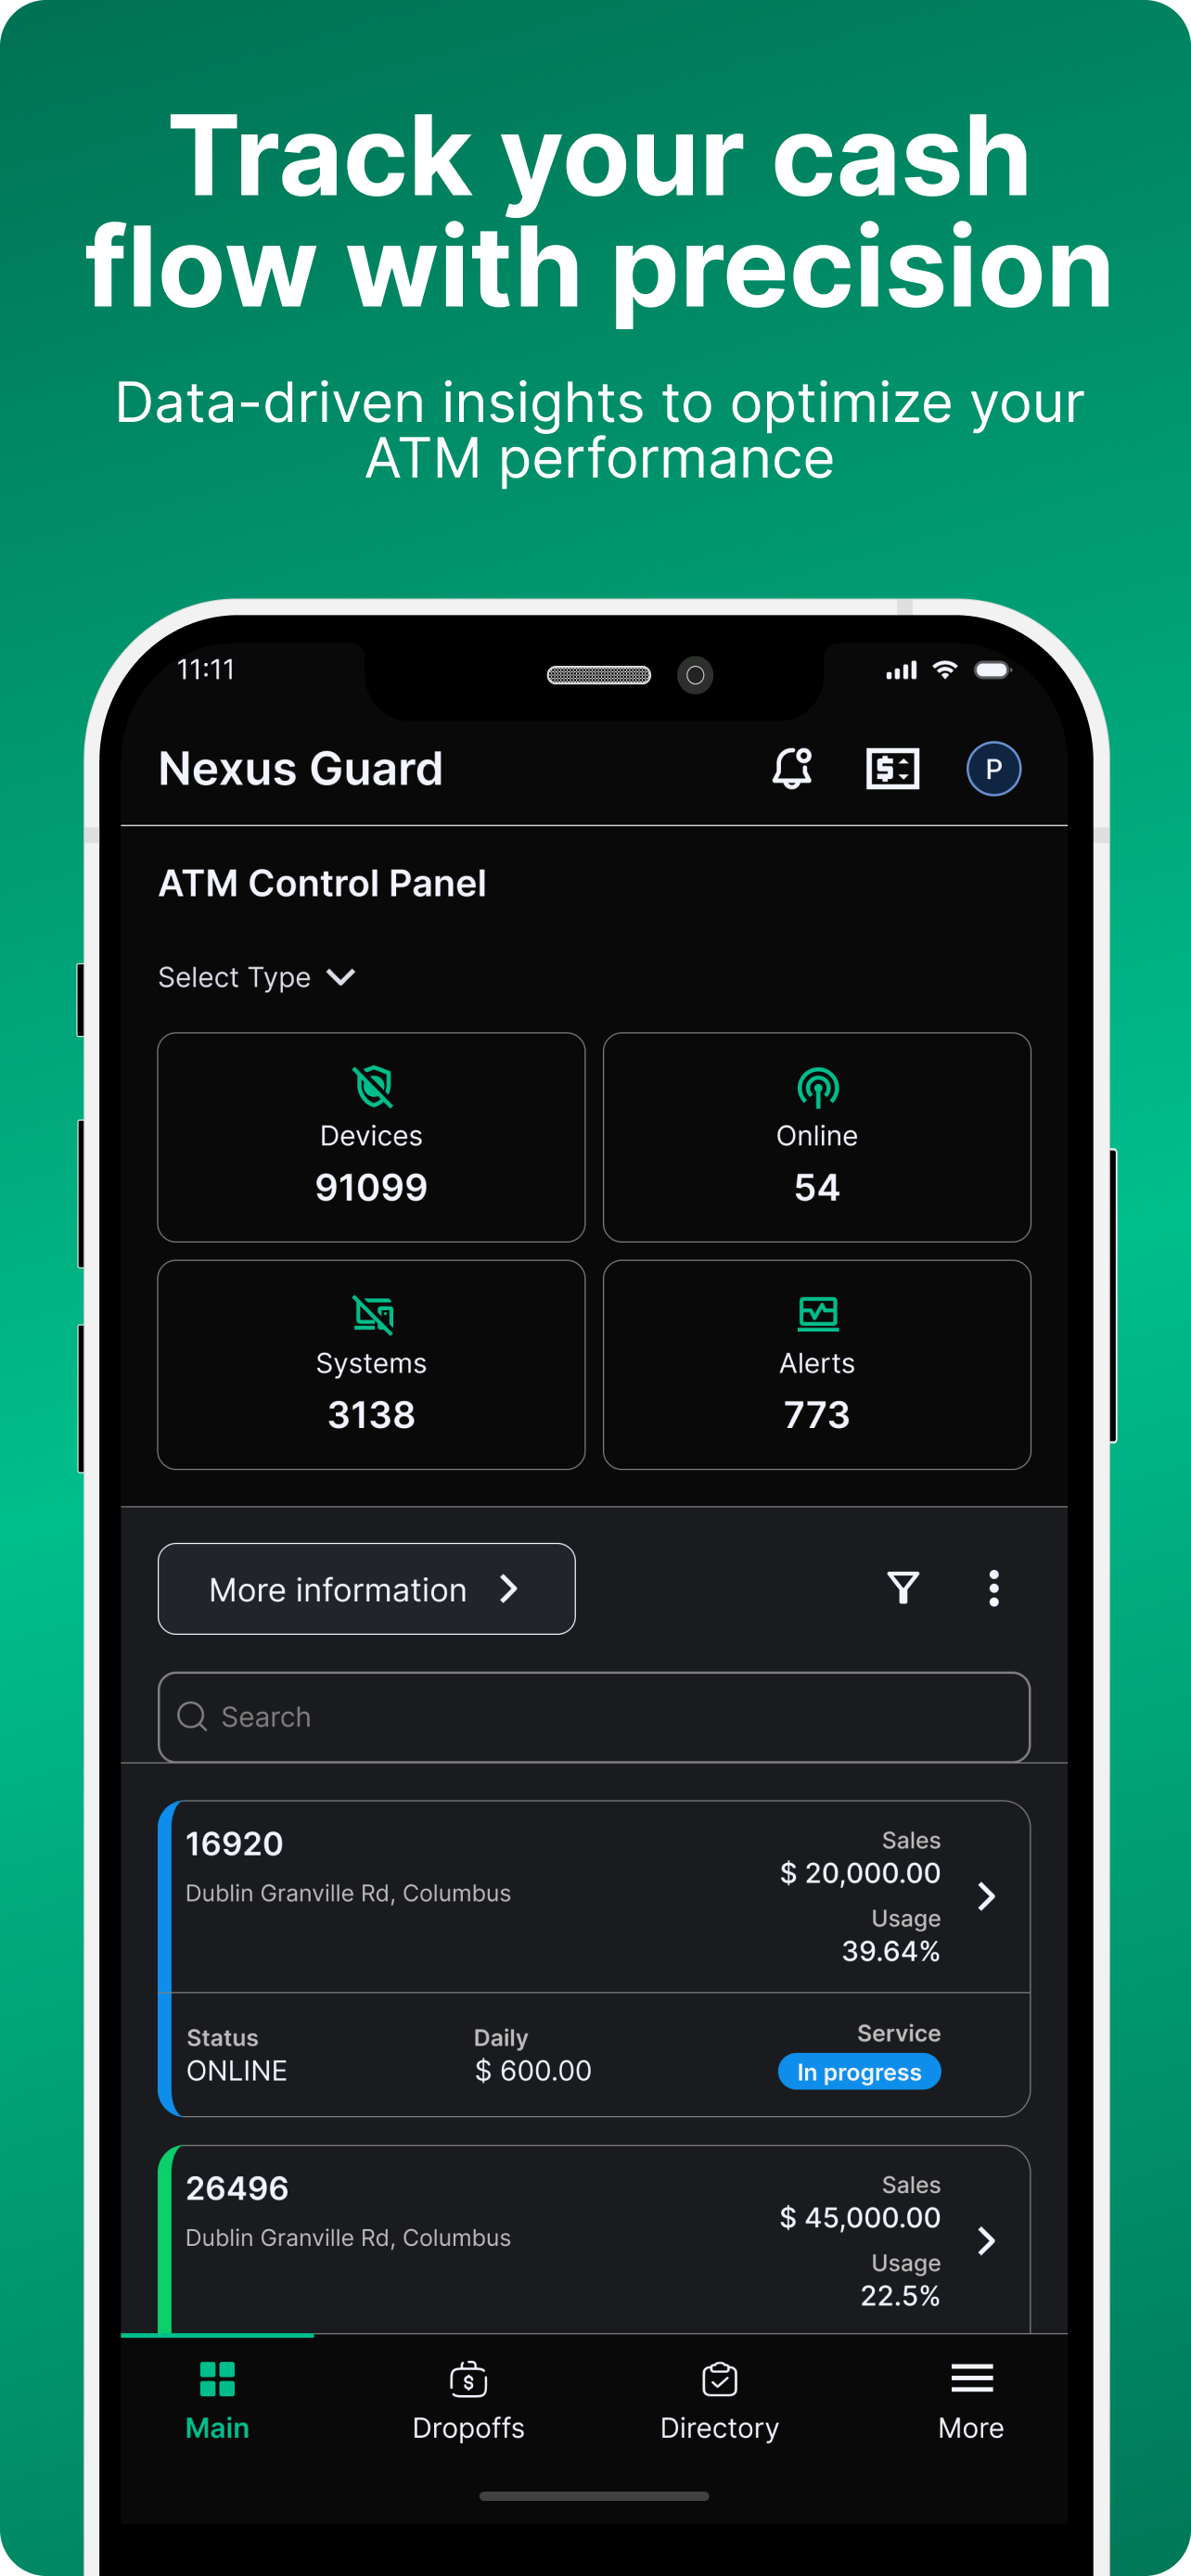 Track your cash
flow with precision
Data-driven insights to optimize your
ATM performance
11:11
Nexus Guard
P
ATM Control Panel
Select Type
Devices
91099
Online
54
Systems
3138
Alerts
773
More information
Search
16920
Dublin Granville Rd, Columbus
Sales
$ 20,000.00
Usage
39.64%
Status
ONLINE
Daily
$ 600.00
Service
In progress
26496
Dublin Granville Rd, Columbus
Sales
$ 45,000.00
Usage
22.5%
Main
Dropoffs
Directory
More